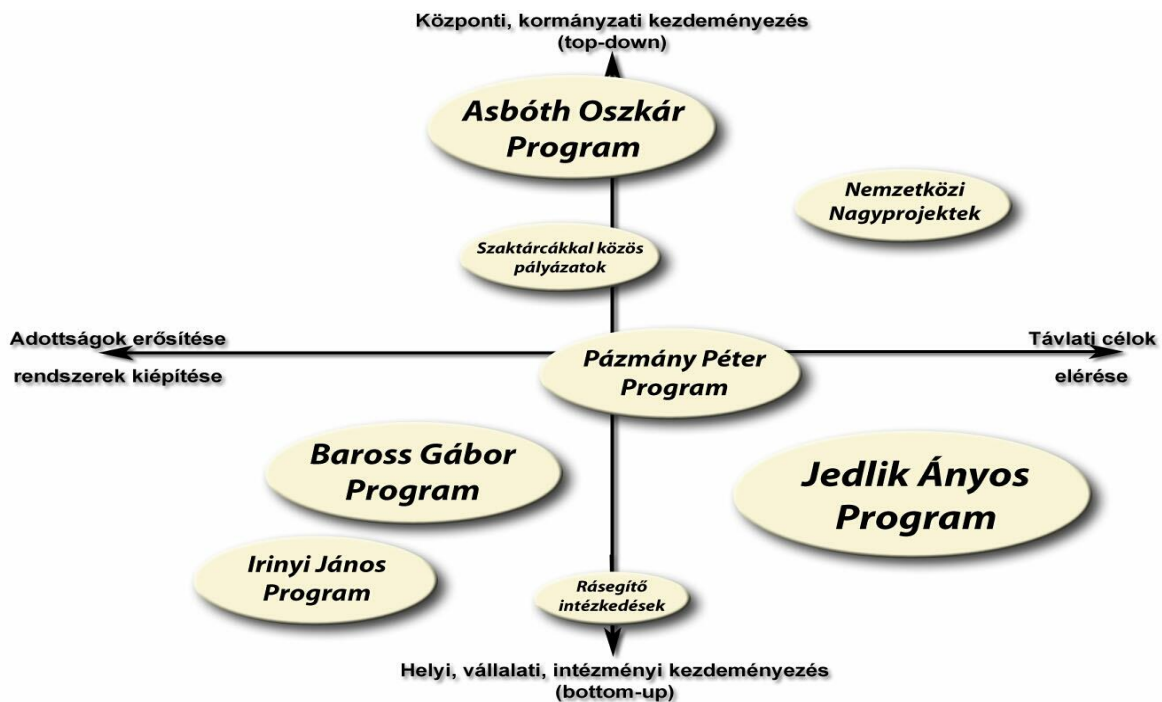 Központi, kormányzati kezdeményezés
(top-down)
Asbóth Oszkár
Program
Nemzetközi
Nagyprojektek
Szaktárcákkal közös
pályázatok
Adottságok erősítése
rendszerek kiépítése
Távlati célok
elérése
Pázmány Péter
Program
Baross Gábor
Program
Jedlik Ányos
Program
Irinyi János
Program
Rásegítő
intézkedések
Helyi, vállalati, intézményi kezdeményezés
(bottom-up)